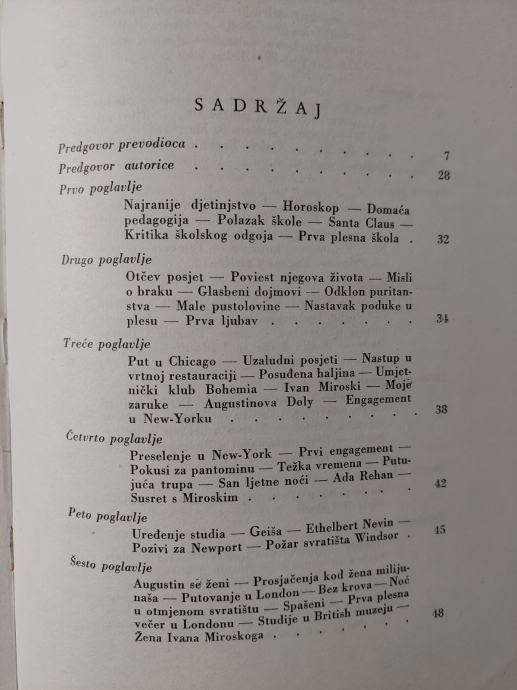 SADRŽAJ
Predgovor prevodioca . . . . . . . . . . 7
Predgovor autorice . . . . . . . . . . 28
Prvo poglavlje
Najranije djetinjstvo — Horoskop — Domaća
pedagogija — Polazak škole — Santa Claus —
Kritika školskog odgoja — Prva plesna škola . 32
Drugo poglavlje
Otčev posjet — Poviest njegova života — Misli
o braku — Glasbeni dojmovi — Odklon puritan-
stva — Male pustolovine — Nastavak poduke u
plesu — Prva ljubav . . . . . . . 34
Treće poglavlje
Put u Chicago — Uzaludni posjeti — Nastup u
vrtnoj restauraciji — Posuđena haljina — Umjet-
nički klub Bohemia — Ivan Miroski — Moje
zaruke — Augustinova Doly — Engagement
u New-Yorku . . . . . . . . . 38
Četvrto poglavlje
Preselenje u New-York — Prvi engagement —
Pokusi za pantominu — Težka vremena — Putu-
juća trupa — San ljetne noći — Ada Rehan —
Susret s Miroskim . . . . . . . . 42
Peto poglavlje
Uređenje studia — Geiša — Ethelbert Nevin —
Pozivi za Newport — Požar svratišta Windsor . 45
Šesto poglavlje
Augustin se ženi — Prosjačenja kod žena miliju-
naša — Putovanje u London — Bez krova — Noć
u otmjenom svratištu — Spašeni — Prva plesna
večer u Londonu — Studije u British muzeju —
Žena Ivana Miroskoga . . . . . . . 48